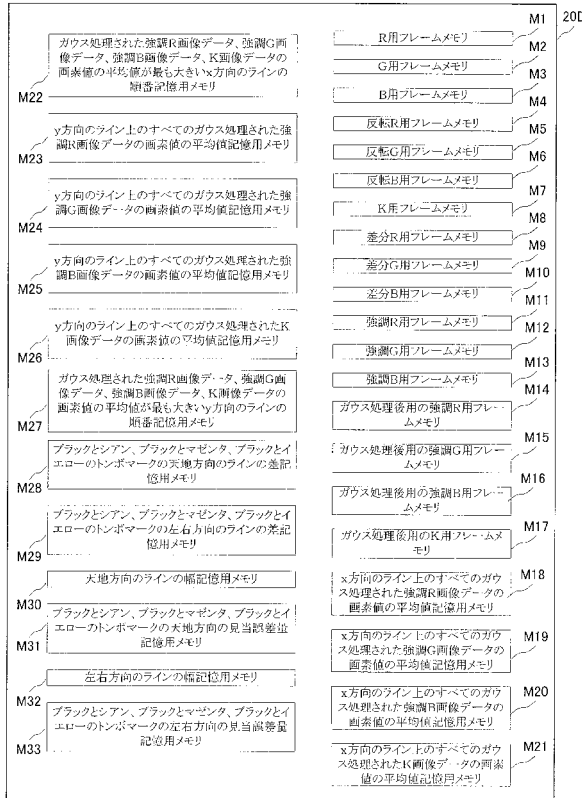 20D
M22
ガウス処理された強調R画像データ、強調G画
像データ、強調B画像データ、K画像データの
画素値の平均値が最も大きいx方向のラインの
順番記憶用メモリ
M23
y方向のライン上のすべてのガウス処理された強
調R画像データの画素値の平均値記憶用メモリ
M24
y方向のライン上のすべてのガウス処理された強
調G画像データの画素値の平均値記憶用メモリ
M25
y方向のライン上のすべてのガウス処理された強
調B画像データの画素値の平均値記憶用メモリ
M26
y方向のライン上のすべてのガウス処理されたK
画像データの画素値の平均値記憶用メモリ
M27
ガウス処理された強調R画像データ、強調G画
像データ、強調B画像データ、K画像データの
画素値の平均値が最も大きいy方向のラインの
順番記憶用メモリ
M28
ブラックとシアン、ブラックとマゼンタ、ブラックとイ
エローのトンボマークの天地方向のラインの差記
憶用メモリ
M29
ブラックとシアン、ブラックとマゼンタ、ブラックとイ
エローのトンボマークの左右方向のラインの差記
憶用メモリ
M30
天地方向のラインの幅記憶用メモリ
M31
ブラックとシアン、ブラックとマゼンタ、ブラックとイ
エローのトンボマークの天地方向の見当誤差量
記憶用メモリ
M32
左右方向のラインの幅記憶用メモリ
M33
ブラックとシアン、ブラックとマゼンタ、ブラックとイ
エローのトンボマークの左右方向の見当誤差量
記憶用メモリ
M1
R用フレームメモリ
M2
G用フレームメモリ
M3
B用フレームメモリ
M4
反転R用フレームメモリ
M5
反転G用フレームメモリ
M6
反転B用フレームメモリ
M7
K用フレームメモリ
M8
差分R用フレームメモリ
M9
差分G用フレームメモリ
M10
差分B用フレームメモリ
M11
強調R用フレームメモリ
M12
強調G用フレームメモリ
M13
強調B用フレームメモリ
M14
ガウス処理後用の強調R用フレー
ムメモリ
M15
ガウス処理後用の強調G用フレー
ムメモリ
M16
ガウス処理後用の強調B用フレー
ムメモリ
M17
ガウス処理後用のK用フレームメ
モリ
M18
x方向のライン上のすべてのガウ
ス処理された強調R画像データの
画素値の平均値記憶用メモリ
M19
x方向のライン上のすべてのガウ
ス処理された強調G画像データの
画素値の平均値記憶用メモリ
M20
x方向のライン上のすべてのガウ
ス処理された強調B画像データの
画素値の平均値記憶用メモリ
M21
x方向のライン上のすべてのガウ
ス処理されたK画像データの画素
値の平均値記憶用メモリ